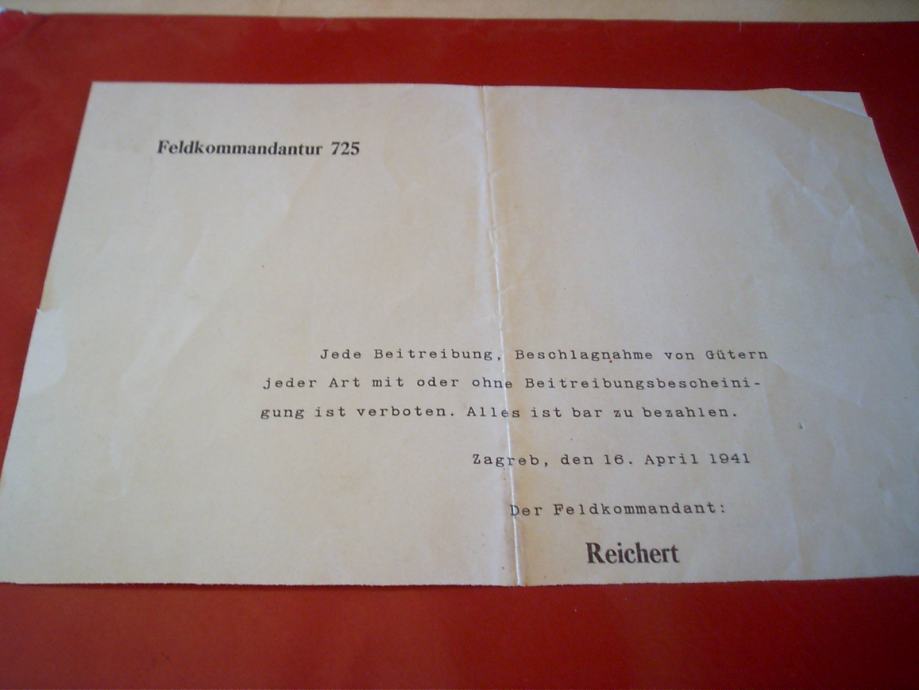 Feldkommandantur 725
Jede Beitreibung, Beschlagnahme von Gütern
jeder Art mit oder ohne Beitreibungsbescheini-
gung ist verboten. Alles ist bar zu bezahlen.
Zagreb, den 16. April 1941
Der Feldkommandant:
Reichert